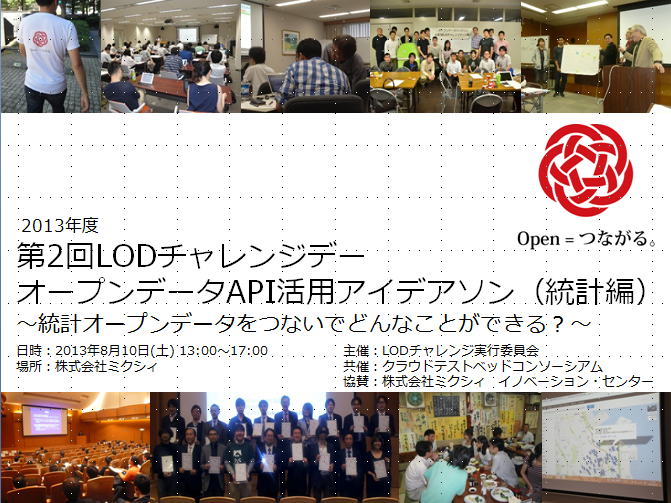 Open = つながる。
2013年度
第2回LODチャレンジデー
オープンデータAPI活用アイデアソン（統計編）
～統計オープンデータをつないでどんなことができる？～
日時：2013年8月10日(土) 13:00～17:00
場所：株式会社ミクシィ
主催：LODチャレンジ実行委員会
共催：クラウドテストベッドコンソーシアム
協賛：株式会社ミクシィ イノベーション・センター